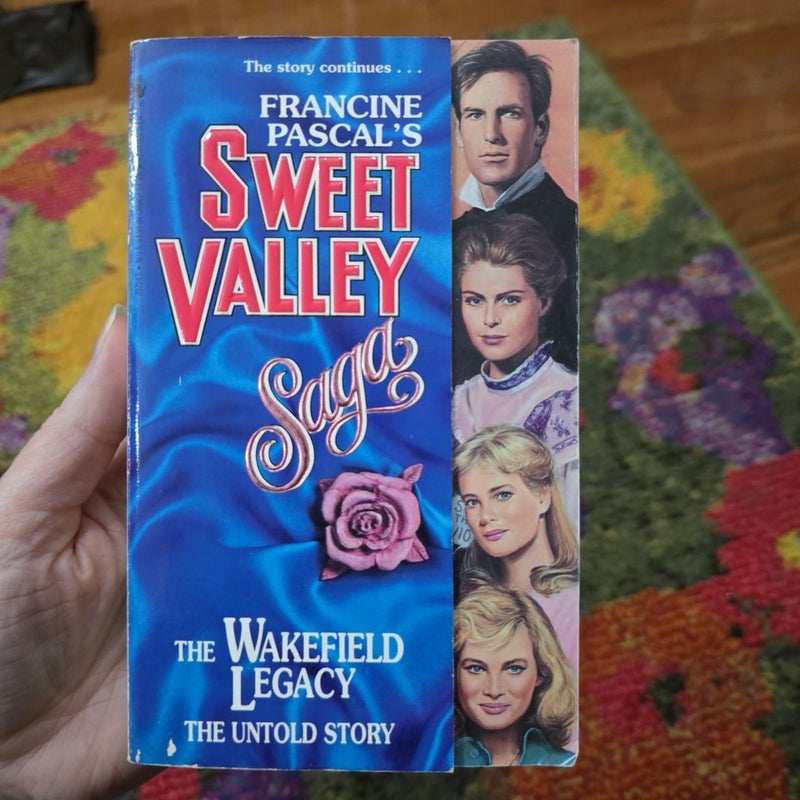 The story continues . . .
FRANCINE
PASCAL'S
SWEET
VALLEY
Saga
THE WAKEFIELD
LEGACY
THE UNTOLD STORY